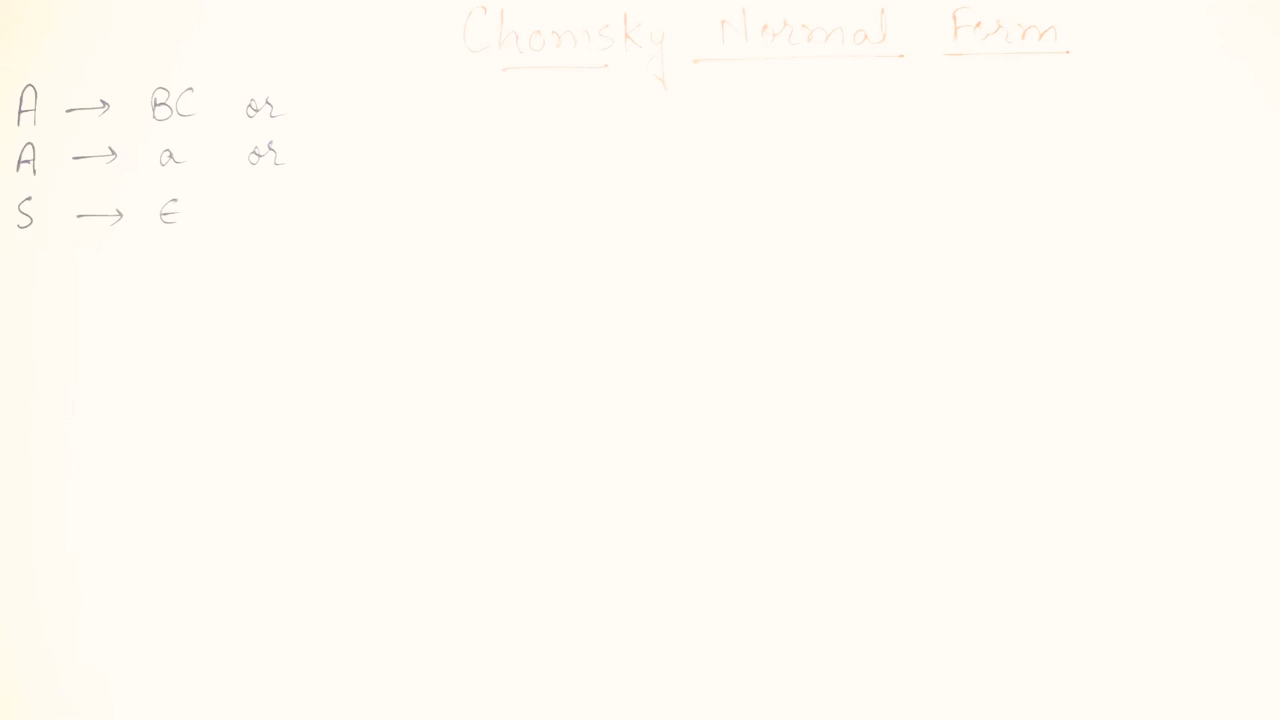 Chomsky Normal Form
A → BC or
A → a or
S → ε